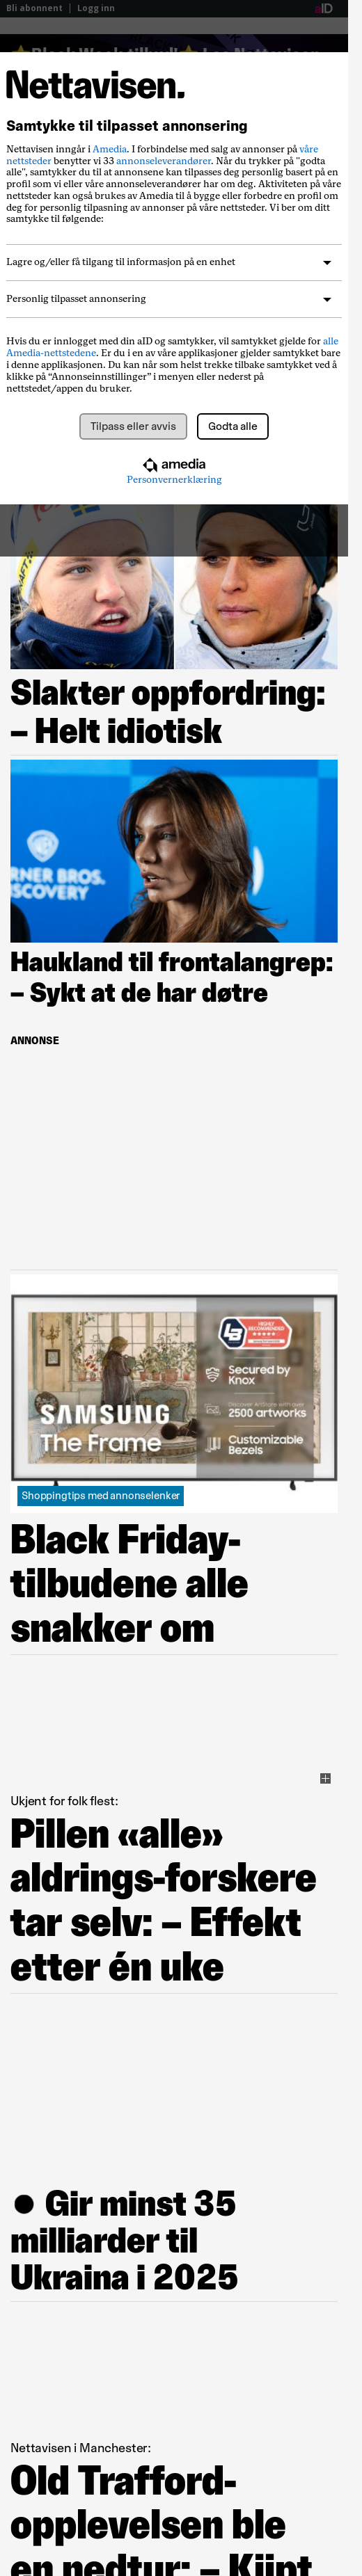 Bli abonnent | Logg inn
aID
Nettavisen.
Samtykke til tilpasset annonsering
Nettavisen inngår i Amedia. I forbindelse med salg av annonser på våre
nettsteder benytter vi 33 annonseleverandører. Når du trykker på "godta
alle", samtykker du til at annonsene kan tilpasses deg personlig basert på en
profil som vi eller våre annonseleverandører har om deg. Aktiviteten på våre
nettsteder kan også brukes av Amedia til å bygge eller forbedre en profil om
deg for personlig tilpasning av annonser på våre nettsteder. Vi ber om ditt
samtykke til følgende:
Lagre og/eller få tilgang til informasjon på en enhet
Personlig tilpasset annonsering
Hvis du er innlogget med din aID og samtykker, vil samtykket gjelde for alle
Amedia-nettstedene. Er du i en av våre applikasjoner gjelder samtykket bare
i denne applikasjonen. Du kan når som helst trekke tilbake samtykket ved å
klikke på “Annonseinnstillinger” i menyen eller nederst på
nettstedet/appen du bruker.
Tilpass eller avvis
Godta alle
amedia
Personvernerklæring
Slakter oppfordring:
– Helt idiotisk
WB
RNER BROS.
DISCOVERY
Haukland til frontalangrep:
– Sykt at de har døtre
ANNONSE
HIGHLY
RECOMMENDED
LB
Secured by
Knox
SAMSUNG
The Frame
2500 artworks
Customizable
Bezels
Shoppingtips med annonselenker
Black Friday-
tilbudene alle
snakker om
Ukjent for folk flest:
Pillen «alle»
aldrings-forskere
tar selv: – Effekt
etter én uke
● Gir minst 35
milliarder til
Ukraina i 2025
Nettavisen i Manchester:
Old Trafford-
opplevelsen ble
en nedtur: – Kjipt